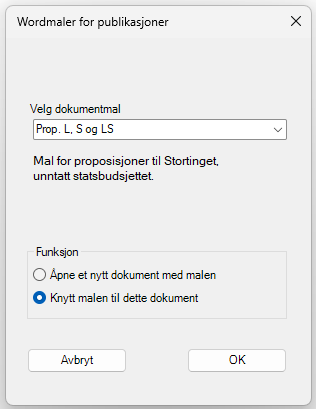 Wordmaler for publikasjoner
Velg dokumentmal
Prop. L, S og LS
Mal for proposisjoner til Stortinget,
unntatt statsbudsjettet.
Funksjon
Åpne et nytt dokument med malen
Knytt malen til dette dokument
Avbryt
OK